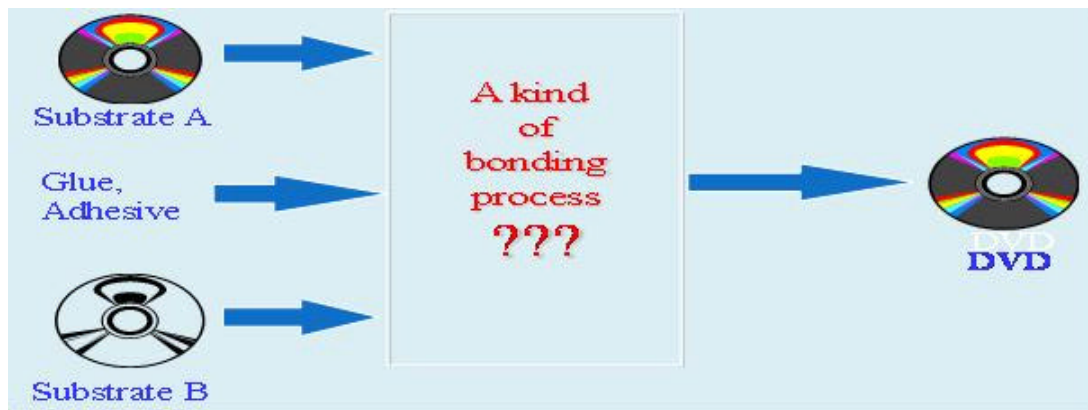 Substrate A
Glue,
Adhesive
Substrate B
A kind
of
bonding
process
???
DVD
DVD